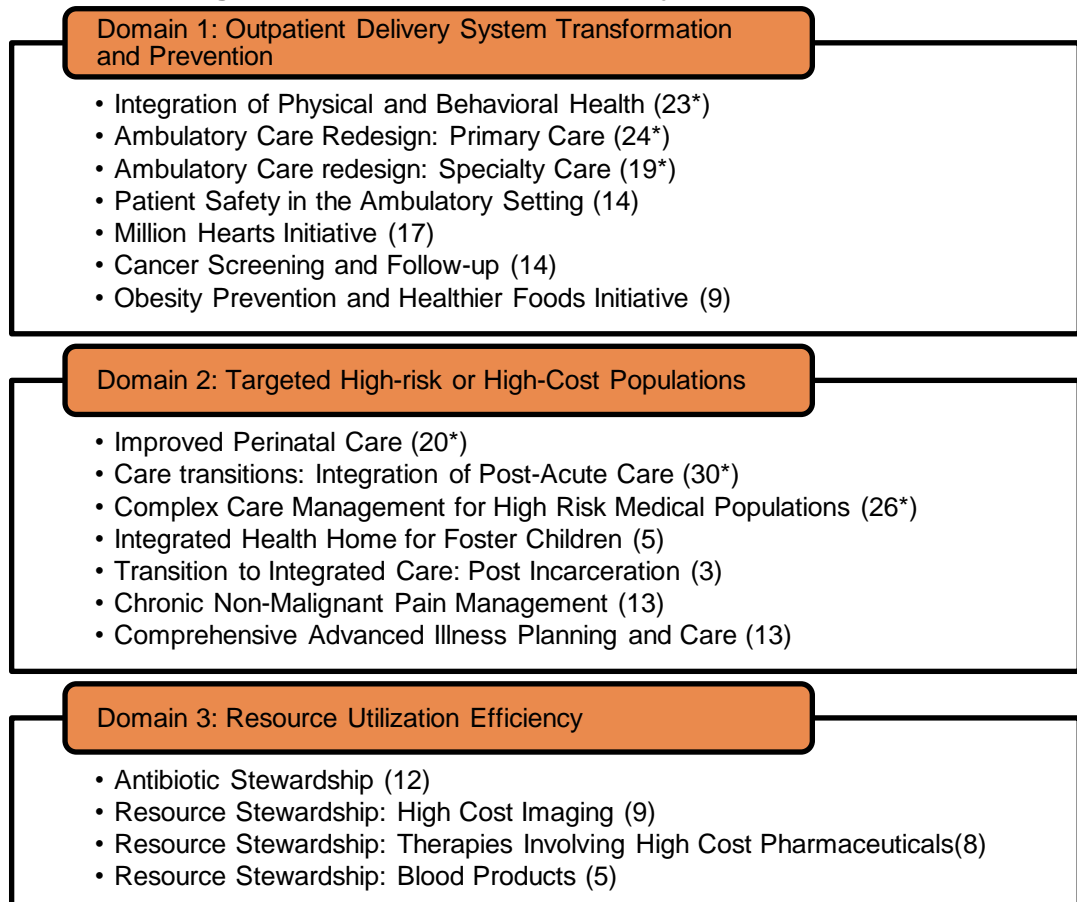 Domain 1: Outpatient Delivery System Transformation
and Prevention
• Integration of Physical and Behavioral Health (23*)
• Ambulatory Care Redesign: Primary Care (24*)
• Ambulatory Care redesign: Specialty Care (19*)
• Patient Safety in the Ambulatory Setting (14)
• Million Hearts Initiative (17)
• Cancer Screening and Follow-up (14)
• Obesity Prevention and Healthier Foods Initiative (9)
Domain 2: Targeted High-risk or High-Cost Populations
• Improved Perinatal Care (20*)
• Care transitions: Integration of Post-Acute Care (30*)
• Complex Care Management for High Risk Medical Populations (26*)
• Integrated Health Home for Foster Children (5)
• Transition to Integrated Care: Post Incarceration (3)
• Chronic Non-Malignant Pain Management (13)
• Comprehensive Advanced Illness Planning and Care (13)
Domain 3: Resource Utilization Efficiency
• Antibiotic Stewardship (12)
• Resource Stewardship: High Cost Imaging (9)
• Resource Stewardship: Therapies Involving High Cost Pharmaceuticals(8)
• Resource Stewardship: Blood Products (5)